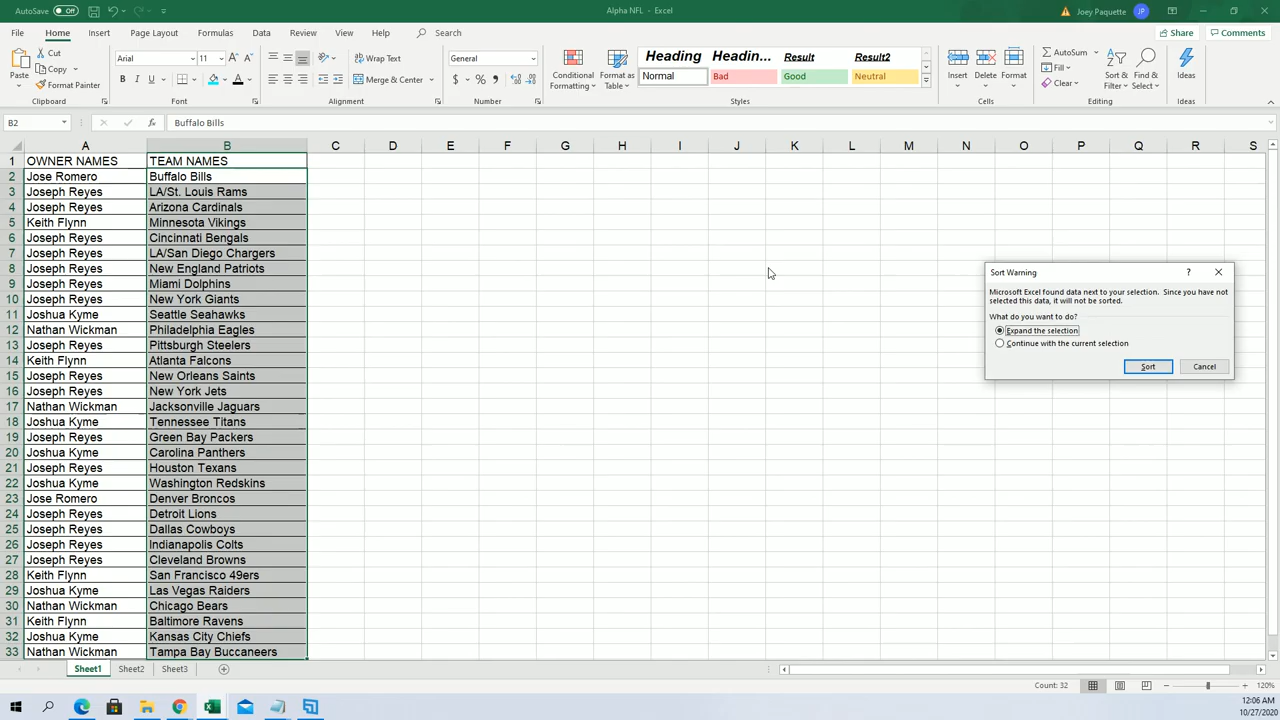 AutoSave Off
Alpha NFL - Excel
Joey Paquette JP
File Home Insert Page Layout Formulas Data Review View Help Search
Share Comments
Paste
Cut
Copy
Format Painter
Clipboard
Arial 11
B I U
Font
Wrap Text
Merge & Center
Alignment
General
$ % ,
Number
Conditional Formatting
Format as Table
Heading Headin... Result Result2
Normal Bad Good Neutral
Styles
Insert Delete Format
Cells
AutoSum
Fill
Clear
Sort & Filter
Find & Select
Editing
Ideas
Ideas
B2 fx Buffalo Bills
A B C D E F G H I J K L M N O P Q R S
1 OWNER NAMES TEAM NAMES
2 Jose Romero Buffalo Bills
3 Joseph Reyes LA/St. Louis Rams
4 Joseph Reyes Arizona Cardinals
5 Keith Flynn Minnesota Vikings
6 Joseph Reyes Cincinnati Bengals
7 Joseph Reyes LA/San Diego Chargers
8 Joseph Reyes New England Patriots
9 Joseph Reyes Miami Dolphins
10 Joseph Reyes New York Giants
11 Joshua Kyme Seattle Seahawks
12 Nathan Wickman Philadelphia Eagles
13 Joseph Reyes Pittsburgh Steelers
14 Keith Flynn Atlanta Falcons
15 Joseph Reyes New Orleans Saints
16 Joseph Reyes New York Jets
17 Nathan Wickman Jacksonville Jaguars
18 Joshua Kyme Tennessee Titans
19 Joseph Reyes Green Bay Packers
20 Joshua Kyme Carolina Panthers
21 Joseph Reyes Houston Texans
22 Joshua Kyme Washington Redskins
23 Jose Romero Denver Broncos
24 Joseph Reyes Detroit Lions
25 Joseph Reyes Dallas Cowboys
26 Joseph Reyes Indianapolis Colts
27 Joseph Reyes Cleveland Browns
28 Keith Flynn San Francisco 49ers
29 Joshua Kyme Las Vegas Raiders
30 Nathan Wickman Chicago Bears
31 Keith Flynn Baltimore Ravens
32 Joshua Kyme Kansas City Chiefs
33 Nathan Wickman Tampa Bay Buccaneers
Sort Warning ?
Microsoft Excel found data next to your selection. Since you have not
selected this data, it will not be sorted.
What do you want to do?
Expand the selection
Continue with the current selection
Sort Cancel
Sheet1 Sheet2 Sheet3
Count: 32 120%
12:06 AM
10/27/2020